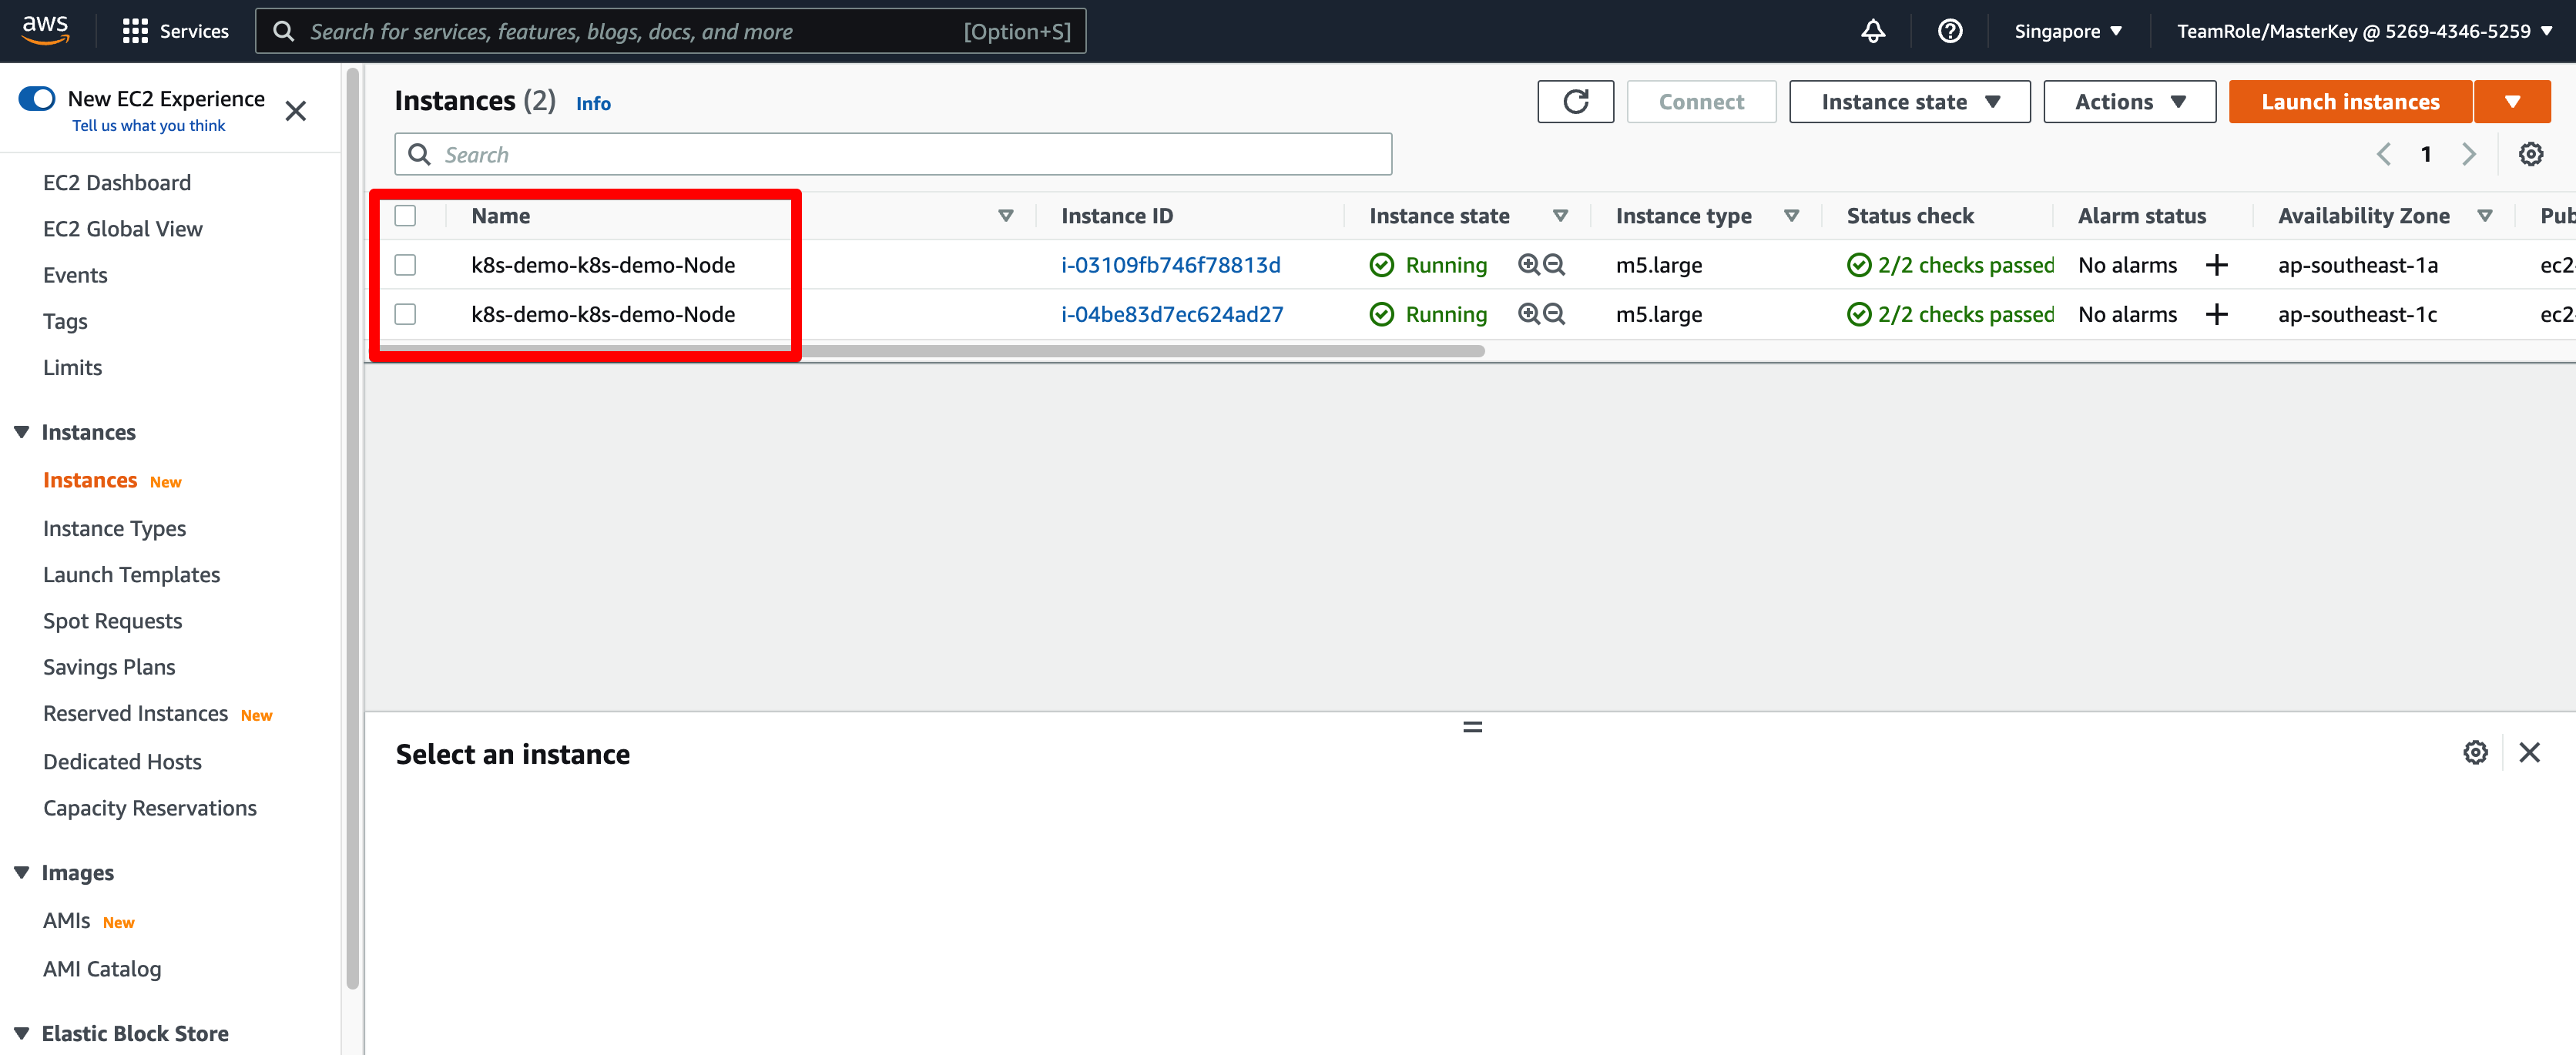 aws Services Search for services, features, blogs, docs, and more [Option+S] Singapore TeamRole/MasterKey @ 5269-4346-5259
New EC2 Experience
Tell us what you think
EC2 Dashboard
EC2 Global View
Events
Tags
Limits
Instances
Instances New
Instance Types
Launch Templates
Spot Requests
Savings Plans
Reserved Instances New
Dedicated Hosts
Capacity Reservations
Images
AMIs New
AMI Catalog
Elastic Block Store
Instances (2) Info Connect Instance state Actions Launch instances
Search 1
Name Instance ID Instance state Instance type Status check Alarm status Availability Zone Pub
k8s-demo-k8s-demo-Node i-03109fb746f78813d Running m5.large 2/2 checks passed No alarms ap-southeast-1a ec2
k8s-demo-k8s-demo-Node i-04be83d7ec624ad27 Running m5.large 2/2 checks passed No alarms ap-southeast-1c ec2
Select an instance